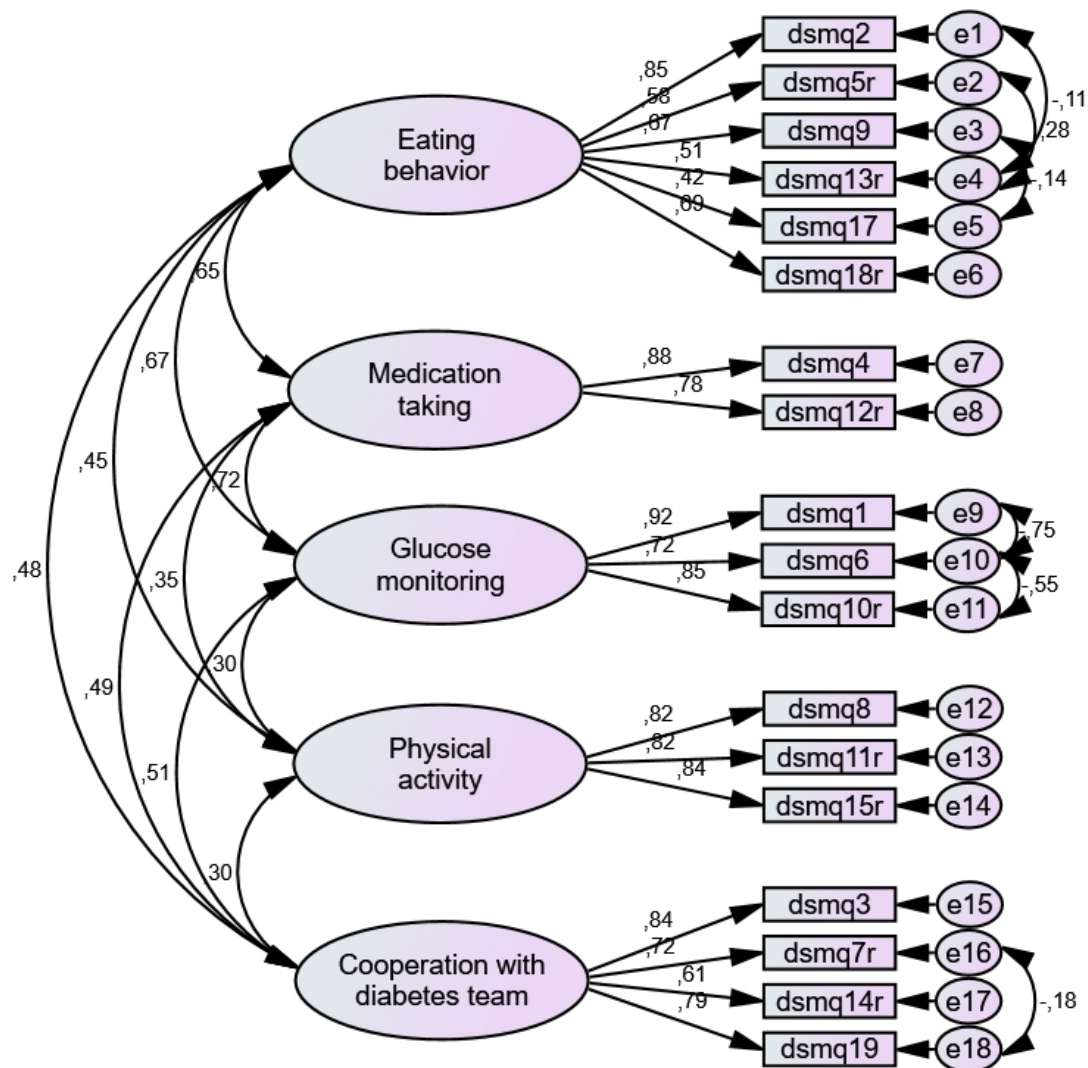 dsmq2
e1
,85
dsmq5r
e2
,58
-,11
Eating
behavior
,67
dsmq9
e3
,28
,51
dsmq13r
e4
-,14
,42
dsmq17
e5
,69
dsmq18r
e6
,65
,67
Medication
taking
,88
dsmq4
e7
,78
dsmq12r
e8
,45
,72
,92
dsmq1
e9
-,75
Glucose
monitoring
,72
dsmq6
e10
,85
-,55
dsmq10r
e11
,48
,35
,30
,49
Physical
activity
,82
dsmq8
e12
,82
dsmq11r
e13
,84
dsmq15r
e14
,51
,30
Cooperation with
diabetes team
,84
dsmq3
e15
,72
dsmq7r
e16
,61
dsmq14r
e17
-,18
,79
dsmq19
e18